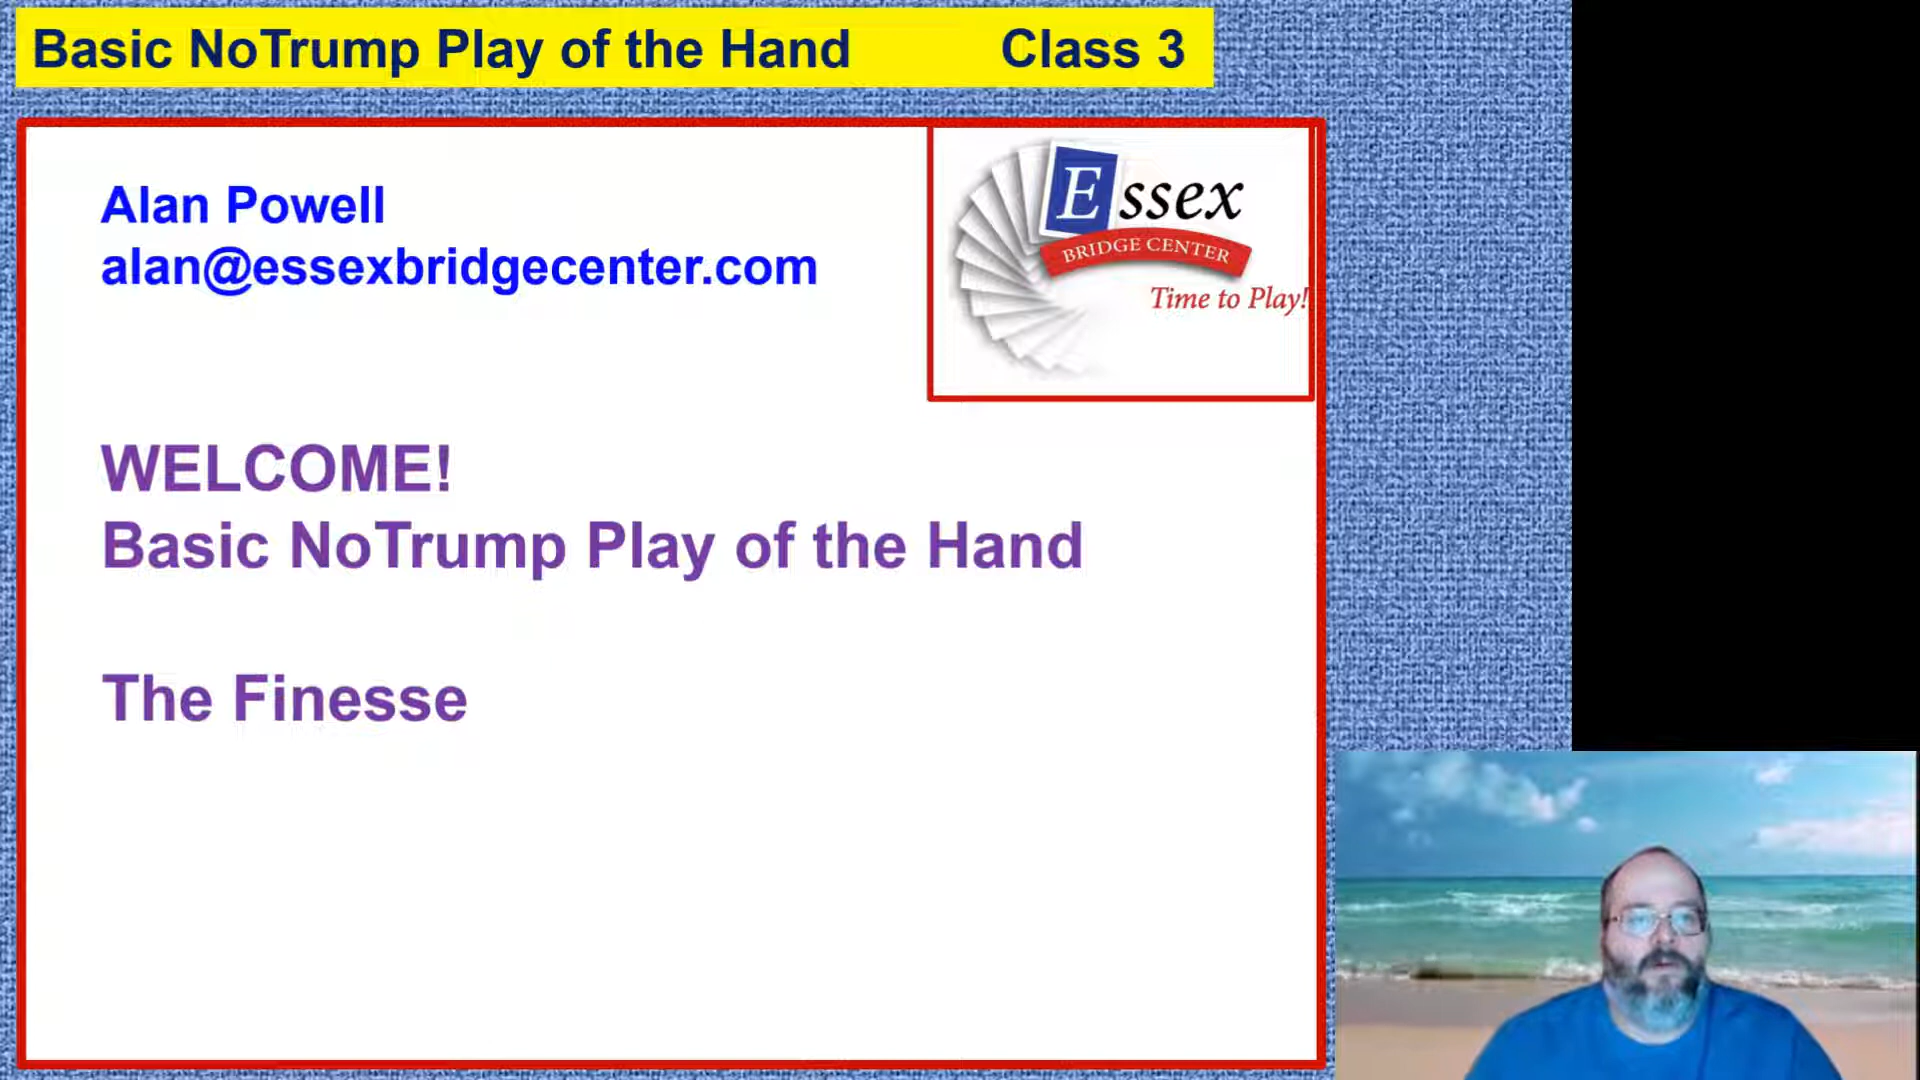 Basic NoTrump Play of the Hand Class 3
Alan Powell
alan@essexbridgecenter.com
Essex
BRIDGE CENTER
Time to Play!
WELCOME!
Basic NoTrump Play of the Hand
The Finesse